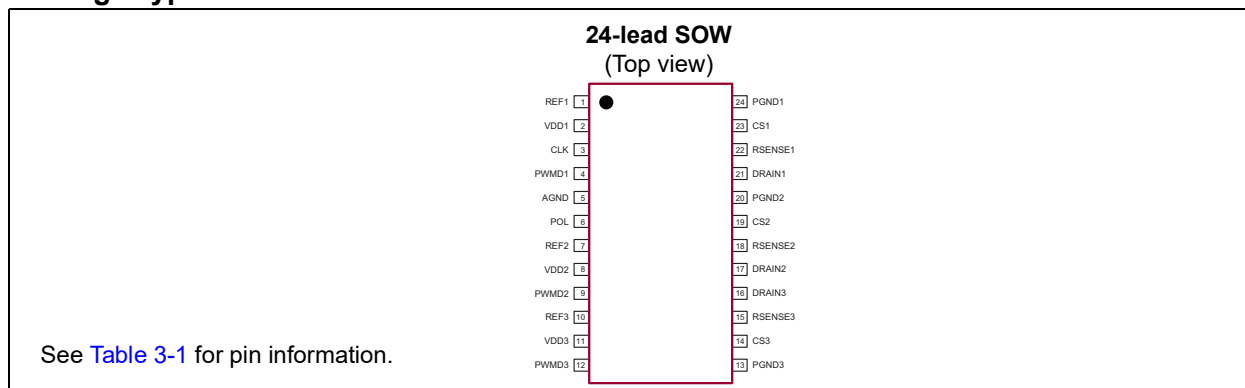 24-lead SOW
(Top view)
REF1 1
VDD1 2
CLK 3
PWMD1 4
AGND 5
POL 6
REF2 7
VDD2 8
PWMD2 9
REF3 10
VDD3 11
PWMD3 12
24 PGND1
23 CS1
22 RSENSE1
21 DRAIN1
20 PGND2
19 CS2
18 RSENSE2
17 DRAIN2
16 DRAIN3
15 RSENSE3
14 CS3
13 PGND3
See Table 3-1 for pin information.